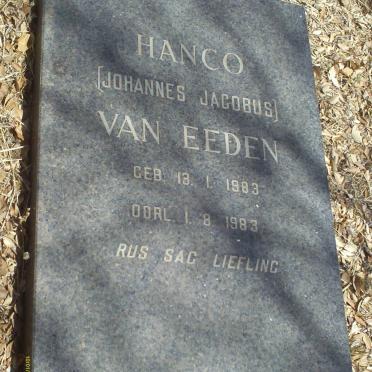 HANCO
(JOHANNES JACOBUS)
VAN EEDEN
GEB. 13. 1. 1983
OORL. 1. 8. 1983
RUS SAG LIEFLING